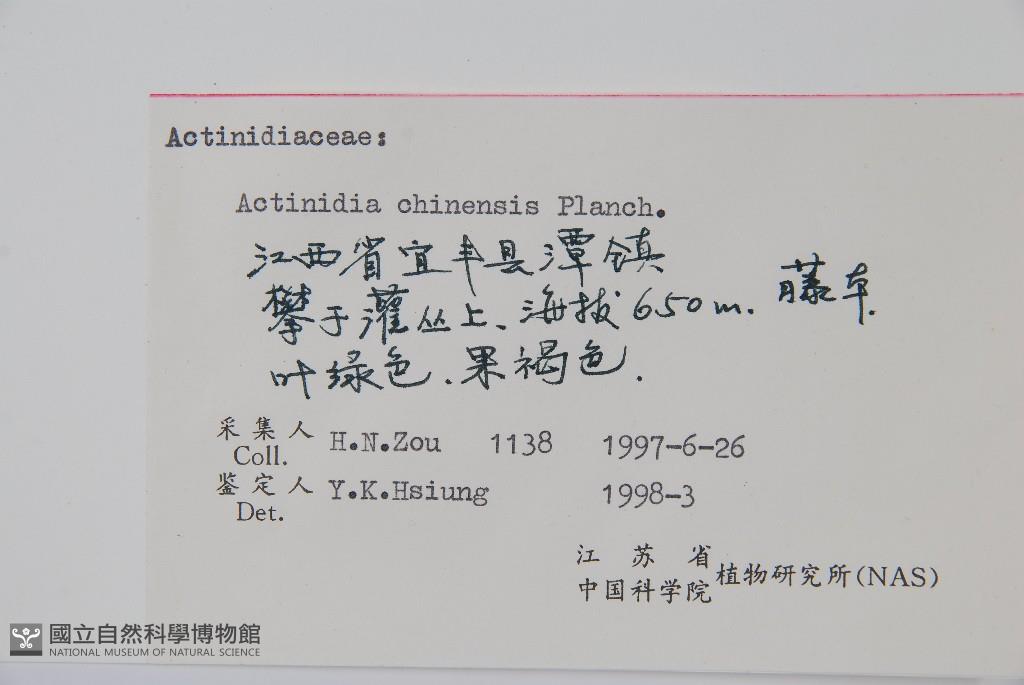 Actinidiaceae:
Actinidia chinensis Planch.
江西省宜丰县潭镇
攀于灌丛上、海拔650m. 藤本.
叶绿色.果褐色.
采集人 H.N.Zou 1138 1997-6-26
Coll.
鉴定人 Y.K.Hsiung 1998-3
Det.
江苏省
中国科学院 植物研究所(NAS)
國立自然科學博物館
NATIONAL MUSEUM OF NATURAL SCIENCE